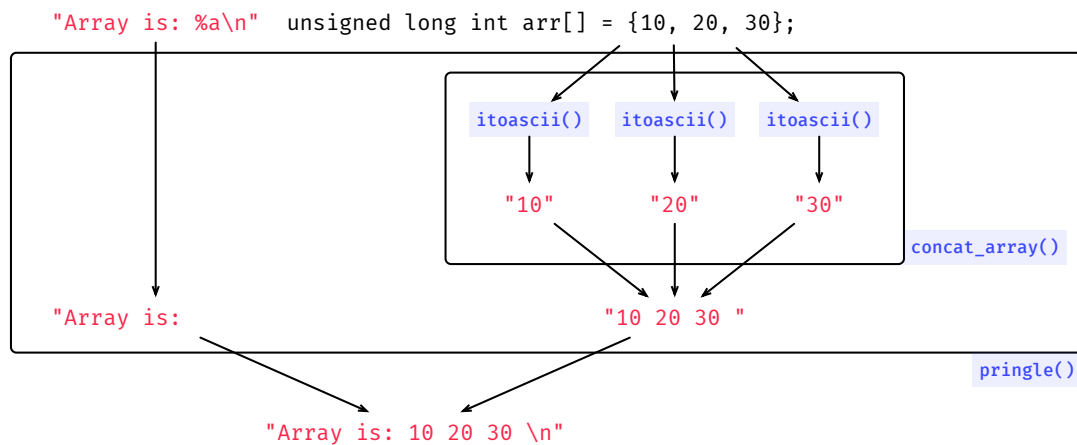 "Array is: %a\n" unsigned long int arr[] = {10, 20, 30};
itoascii() itoascii() itoascii()
"10" "20" "30"
concat_array()
"Array is: "10 20 30 "
pringle()
"Array is: 10 20 30 \n"